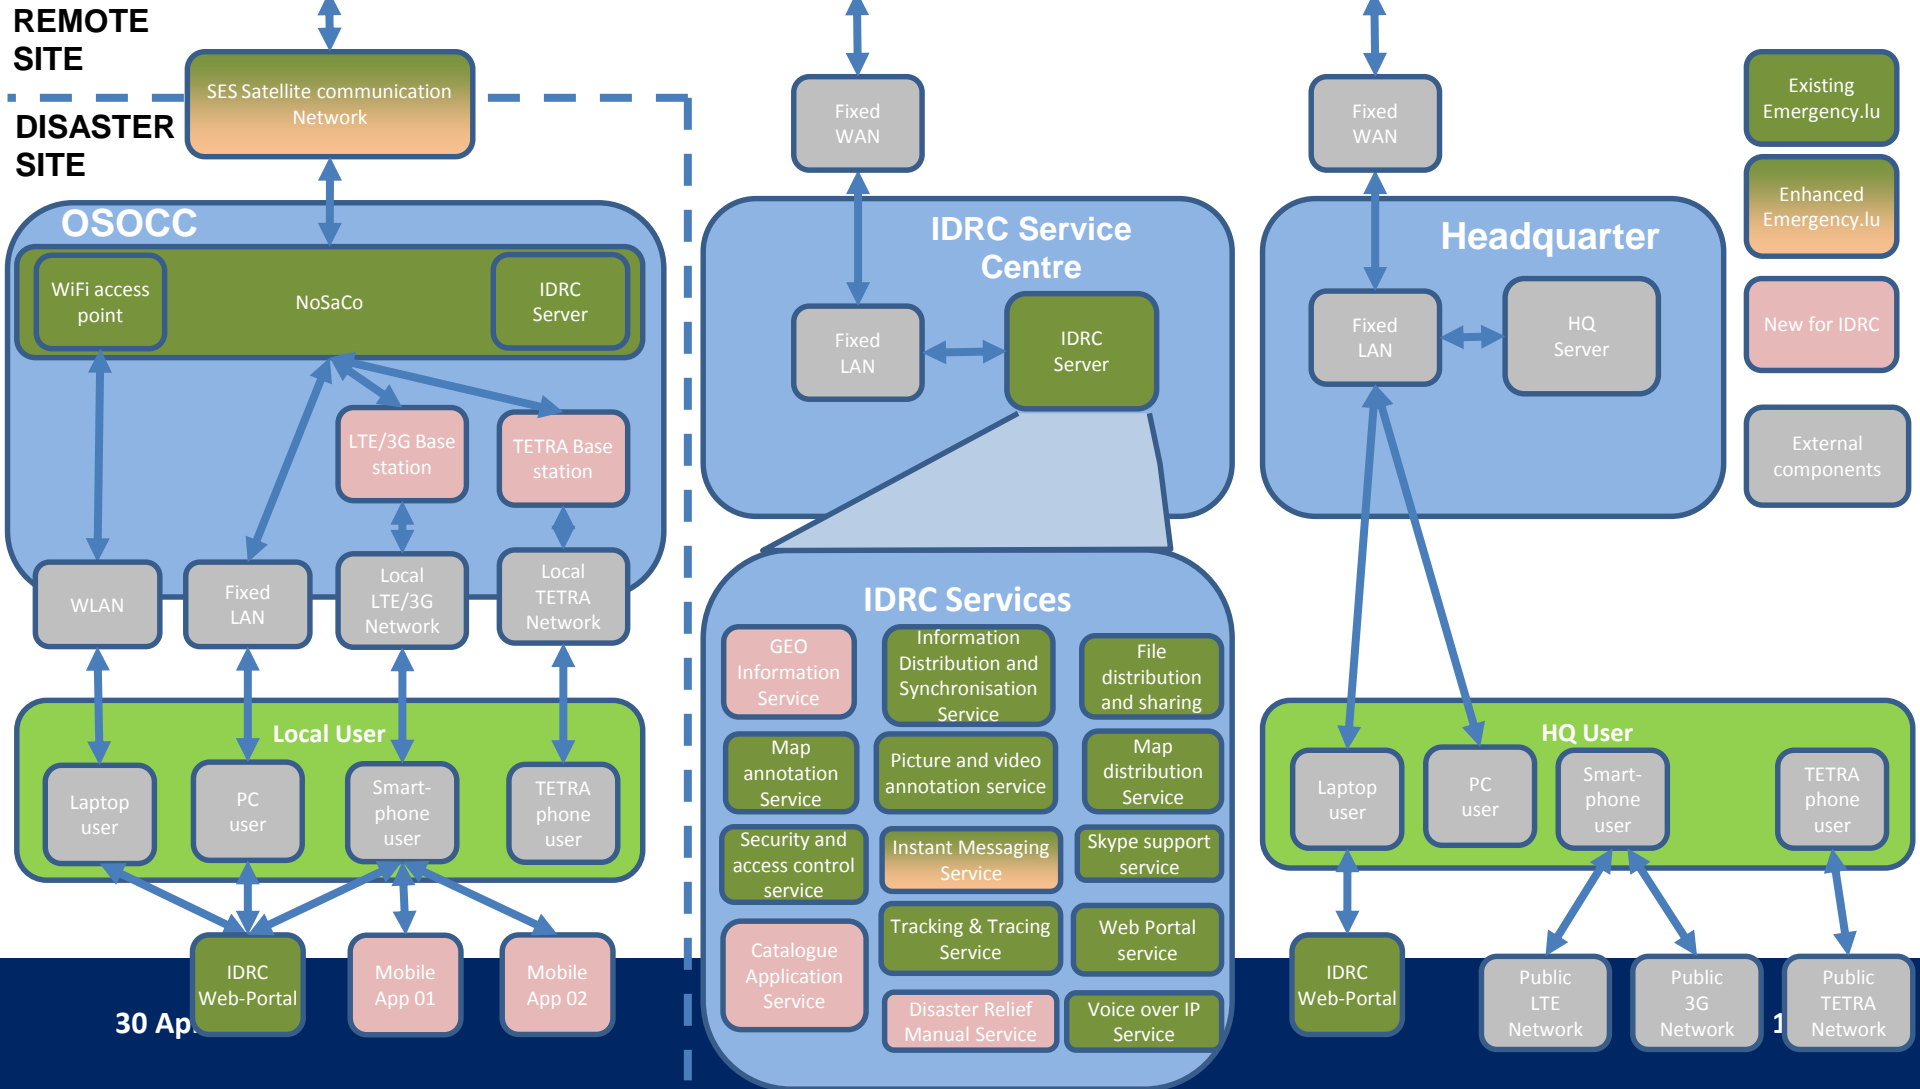 REMOTE
SITE
SES Satellite communication
Network
DISASTER
SITE
OSOCC
WiFi access
point
NoSaCo
IDRC
Server
LTE/3G Base
station
TETRA Base
station
WLAN
Fixed
LAN
Local
LTE/3G
Network
Local
TETRA
Network
Local User
Laptop
user
PC
user
Smart-
phone
user
TETRA
phone
user
IDRC
Web-Portal
Mobile
App 01
Mobile
App 02
Fixed
WAN
IDRC Service
Centre
Fixed
LAN
IDRC
Server
IDRC Services
GEO
Information
Service
Information
Distribution and
Synchronisation
Service
File
distribution
and sharing
Map
annotation
Service
Picture and video
annotation service
Map
distribution
Service
Security and
access control
service
Instant Messaging
Service
Skype support
service
Catalogue
Application
Service
Tracking & Tracing
Service
Web Portal
service
Disaster Relief
Manual Service
Voice over IP
Service
Fixed
WAN
Headquarter
Fixed
LAN
HQ
Server
HQ User
Laptop
user
PC
user
Smart-
phone
user
TETRA
phone
user
IDRC
Web-Portal
Public
LTE
Network
Public
3G
Network
Public
TETRA
Network
Existing
Emergency.lu
Enhanced
Emergency.lu
New for IDRC
External
components
30